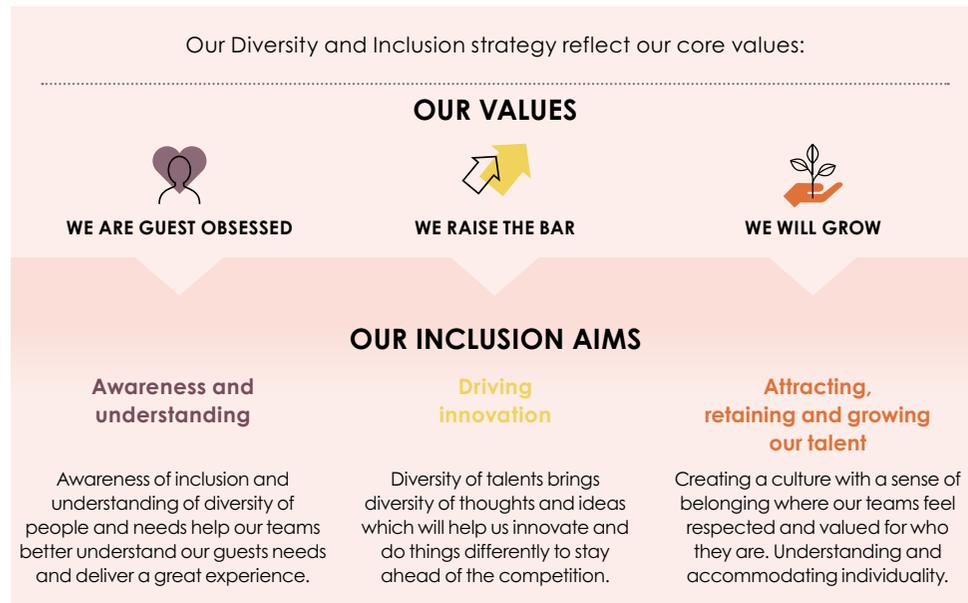 Our Diversity and Inclusion strategy reflect our core values:
OUR VALUES
WE ARE GUEST OBSESSED
WE RAISE THE BAR
WE WILL GROW
OUR INCLUSION AIMS
Awareness and
understanding
Awareness of inclusion and
understanding of diversity of
people and needs help our teams
better understand our guests needs
and deliver a great experience.
Driving
innovation
Diversity of talents brings
diversity of thoughts and ideas
which will help us innovate and
do things differently to stay
ahead of the competition.
Attracting,
retaining and growing
our talent
Creating a culture with a sense of
belonging where our teams feel
respected and valued for who
they are. Understanding and
accommodating individuality.